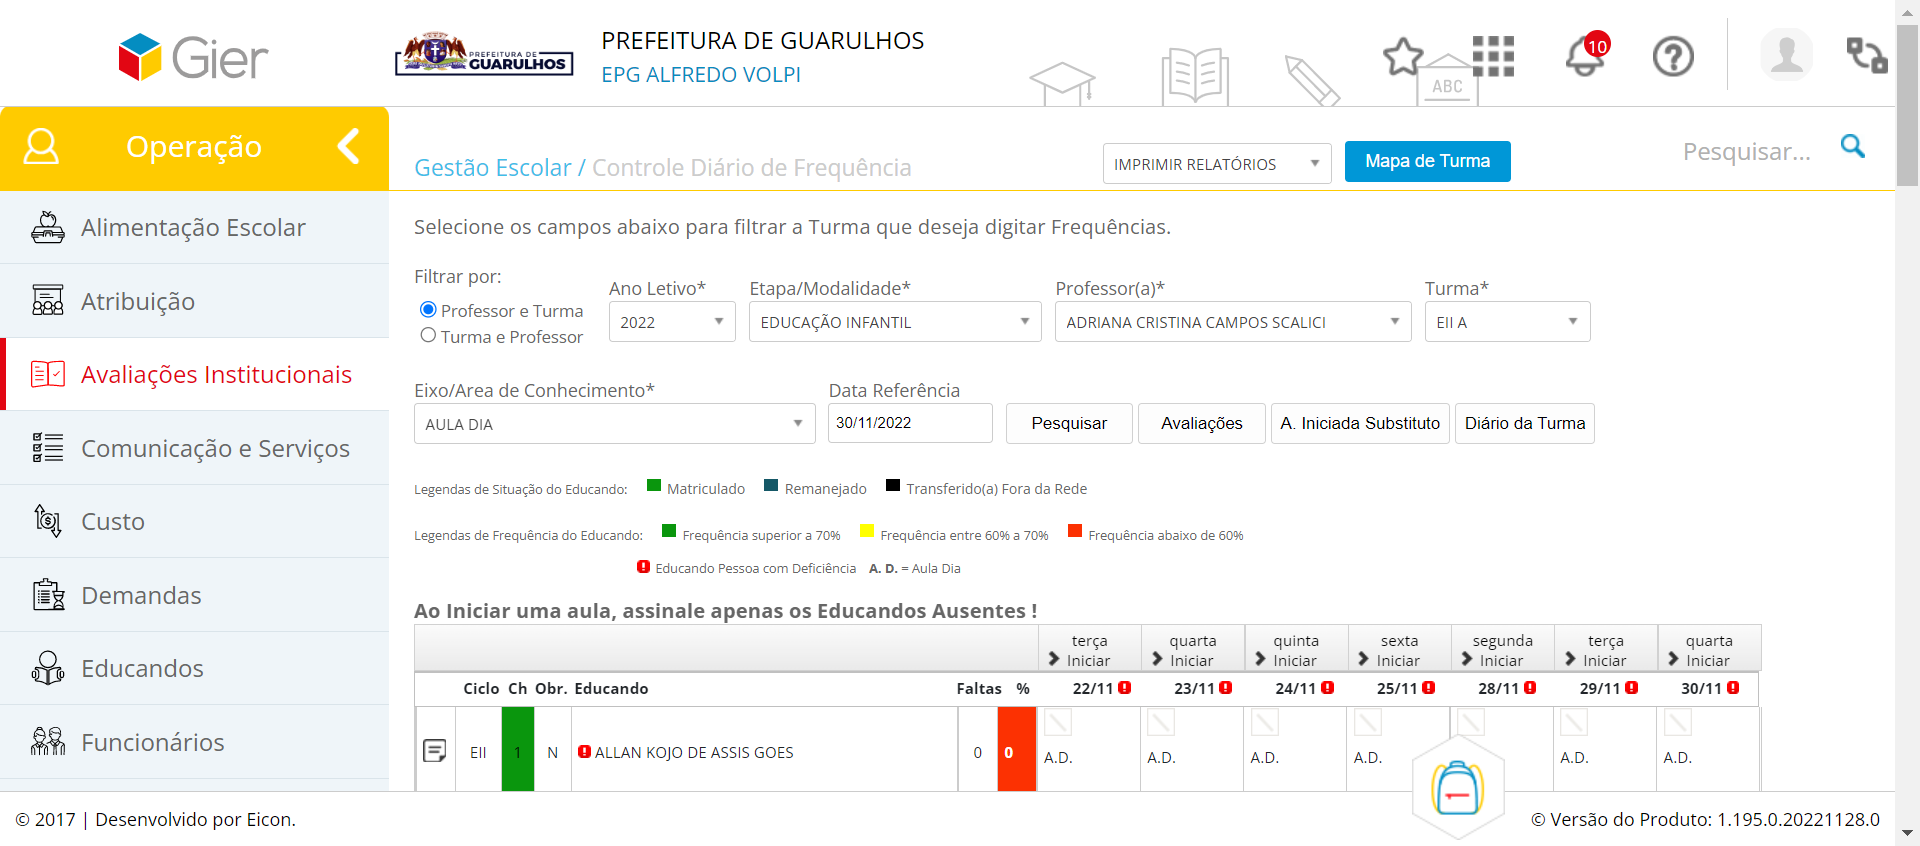 Gier
PREFEITURA DE
GUARULHOS
PREFEITURA DE GUARULHOS
EPG ALFREDO VOLPI
ABC
10
Operação
Gestão Escolar / Controle Diário de Frequência
IMPRIMIR RELATÓRIOS
Mapa de Turma
Pesquisar...
Alimentação Escolar
Atribuição
Avaliações Institucionais
Comunicação e Serviços
Custo
Demandas
Educandos
Funcionários
Selecione os campos abaixo para filtrar a Turma que deseja digitar Frequências.
Filtrar por:
Professor e Turma
Turma e Professor
Ano Letivo*
2022
Etapa/Modalidade*
EDUCAÇÃO INFANTIL
Professor(a)*
ADRIANA CRISTINA CAMPOS SCALICI
Turma*
EII A
Eixo/Area de Conhecimento*
AULA DIA
Data Referência
30/11/2022
Pesquisar
Avaliações
A. Iniciada Substituto
Diário da Turma
Legendas de Situação do Educando: Matriculado Remanejado Transferido(a) Fora da Rede
Legendas de Frequência do Educando: Frequência superior a 70% Frequência entre 60% a 70% Frequência abaixo de 60%
Educando Pessoa com Deficiência A. D. = Aula Dia
Ao Iniciar uma aula, assinale apenas os Educandos Ausentes !
terça quarta quinta sexta segunda terça quarta
Iniciar Iniciar Iniciar Iniciar Iniciar Iniciar Iniciar
Ciclo Ch Obr. Educando Faltas % 22/11 23/11 24/11 25/11 28/11 29/11 30/11
EII 1 N ALLAN KOJO DE ASSIS GOES 0 0 A.D. A.D. A.D. A.D. A.D. A.D.
© 2017 | Desenvolvido por Eicon.
© Versão do Produto: 1.195.0.20221128.0